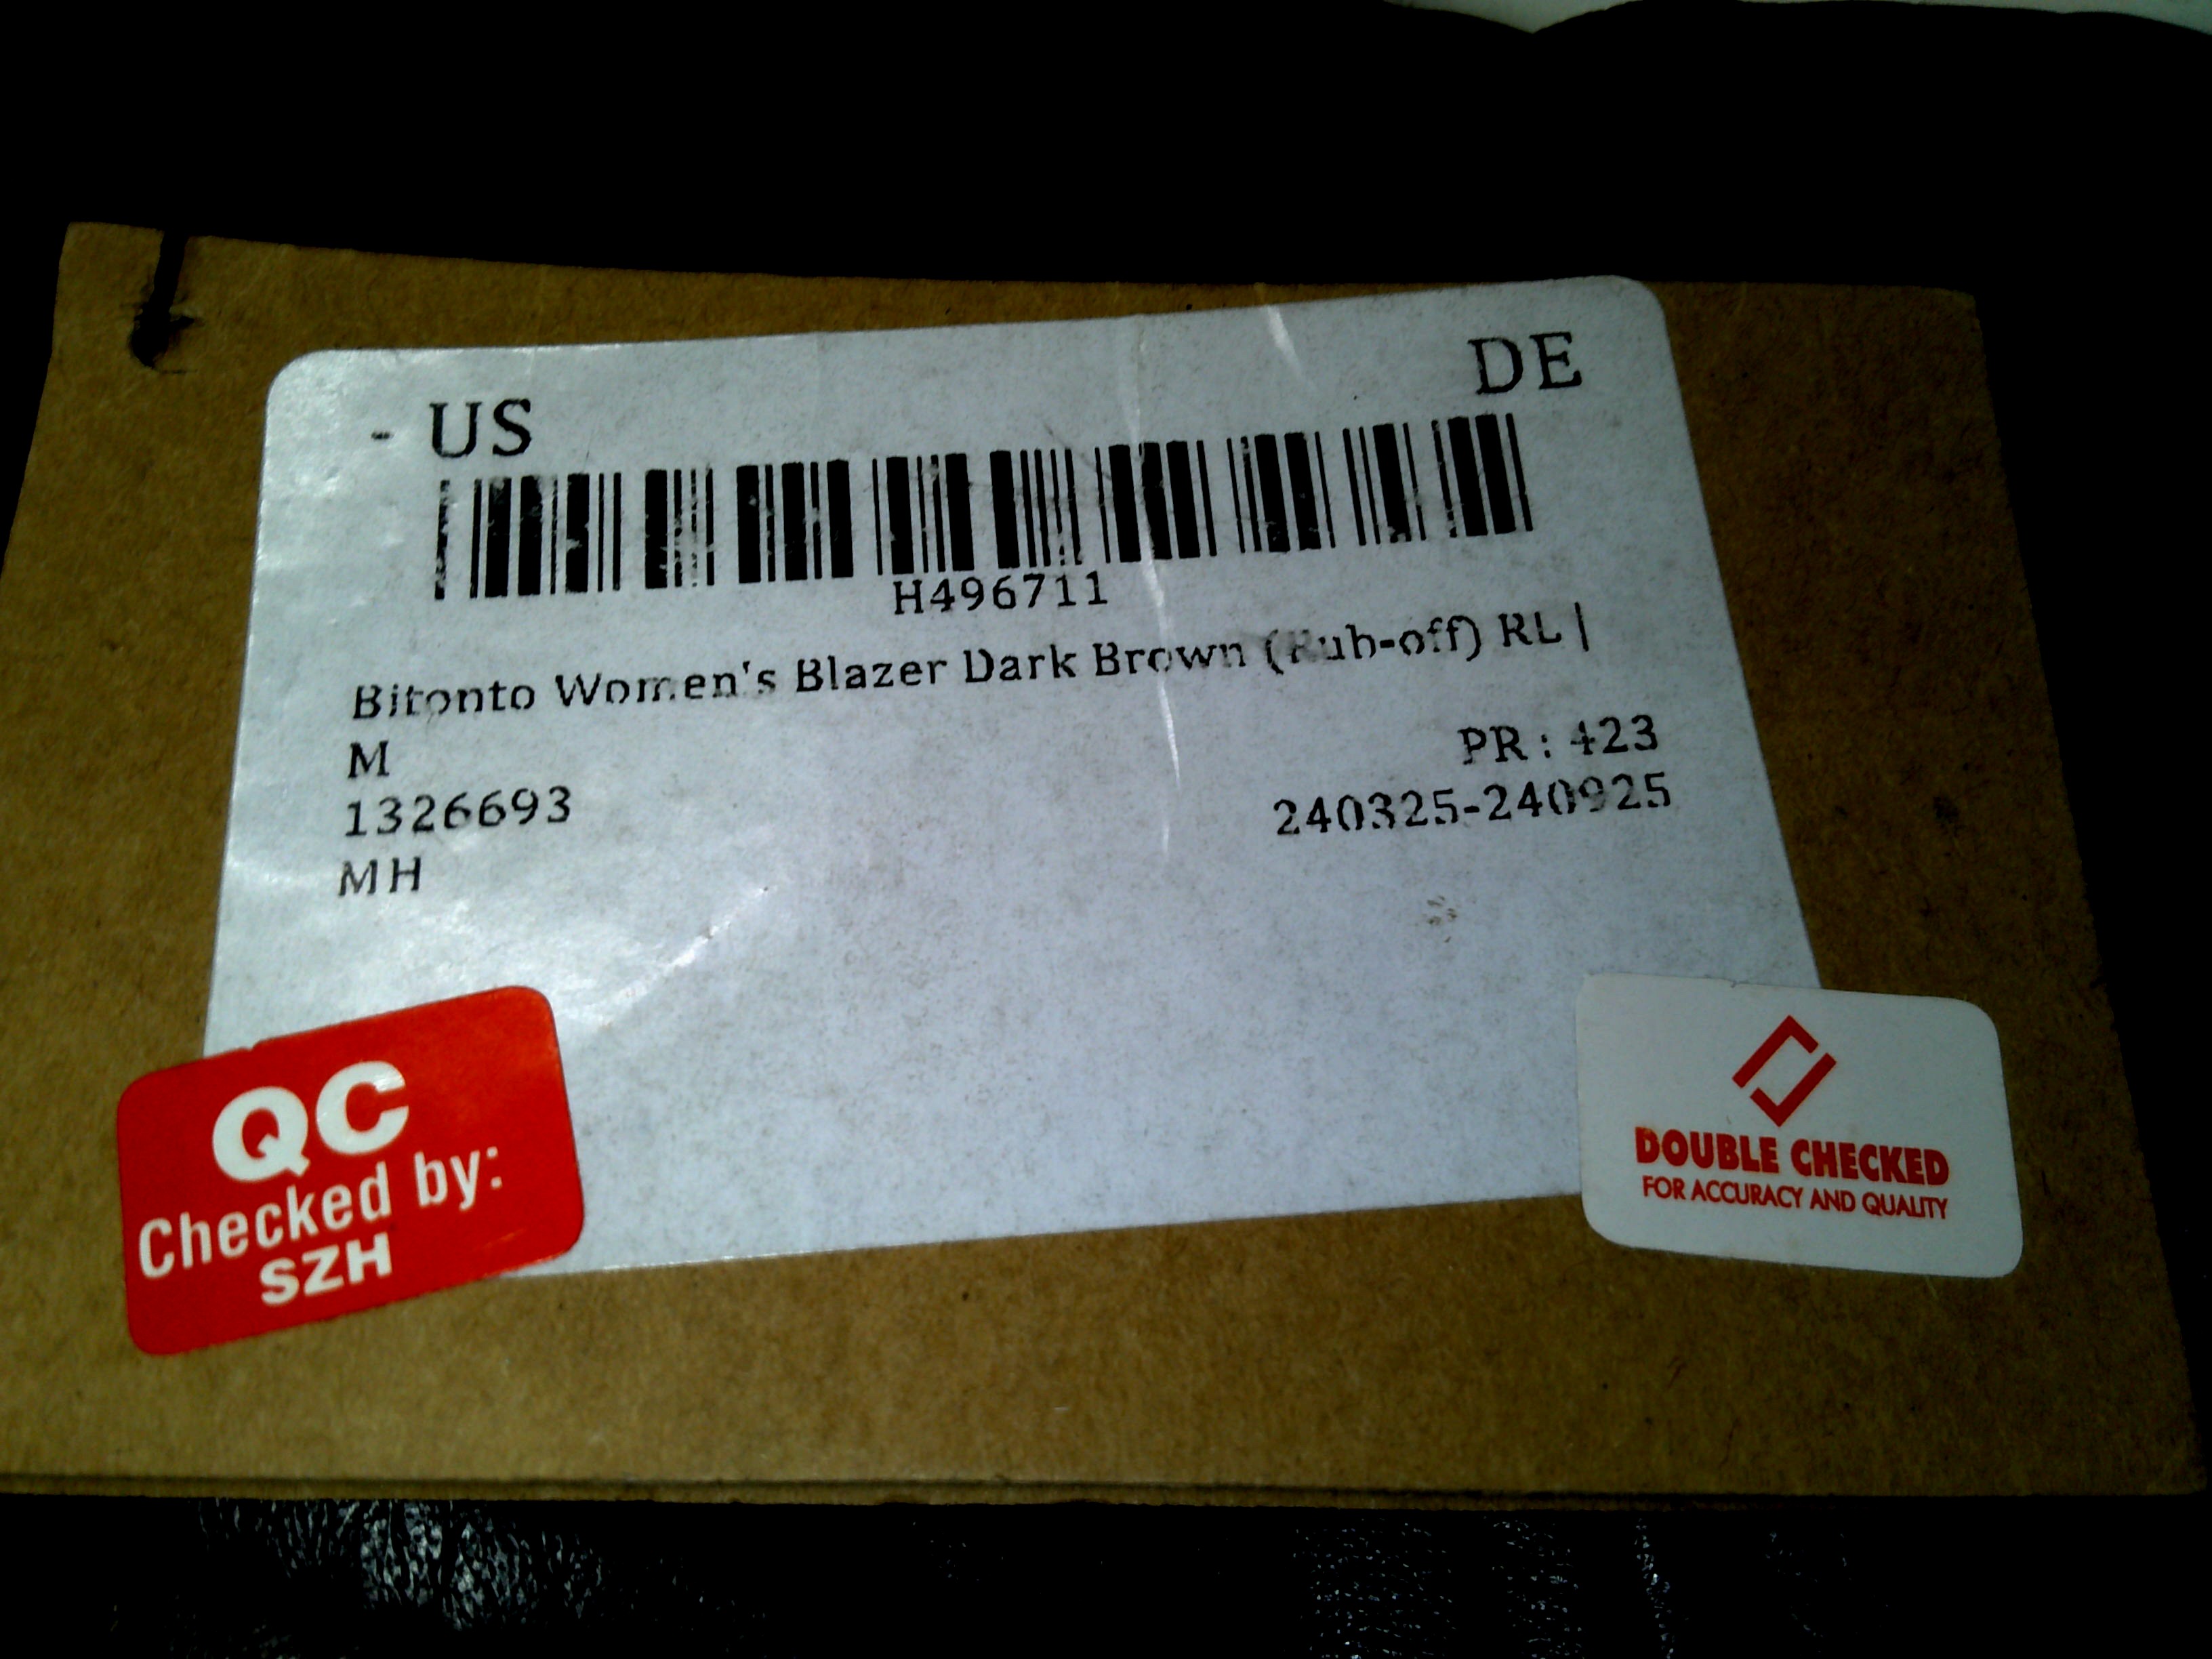 - US DE
H496711
Bitonto Women's Blazer Dark Brown (Rub-off) RL |
M PR : 423
1326693 240325-240925
MH
QC
Checked by:
SZH
DOUBLE CHECKED
FOR ACCURACY AND QUALITY